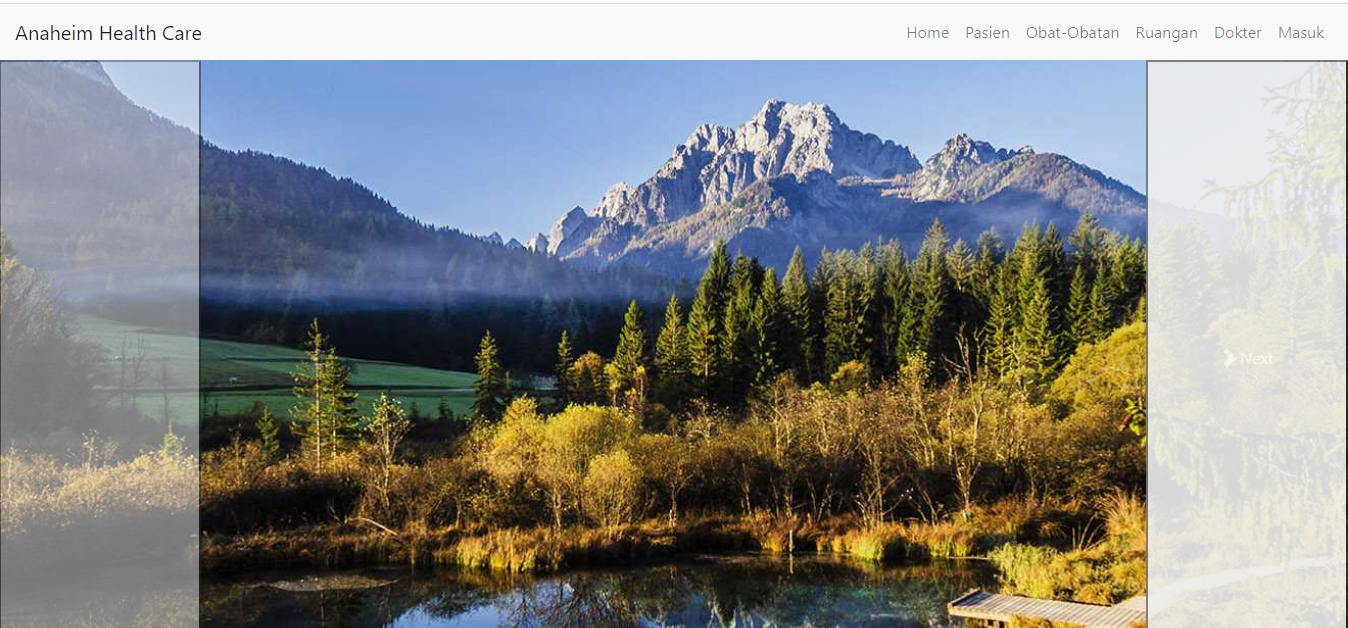 Anaheim Health Care
Home Pasien Obat-Obatan Ruangan Dokter Masuk
Next